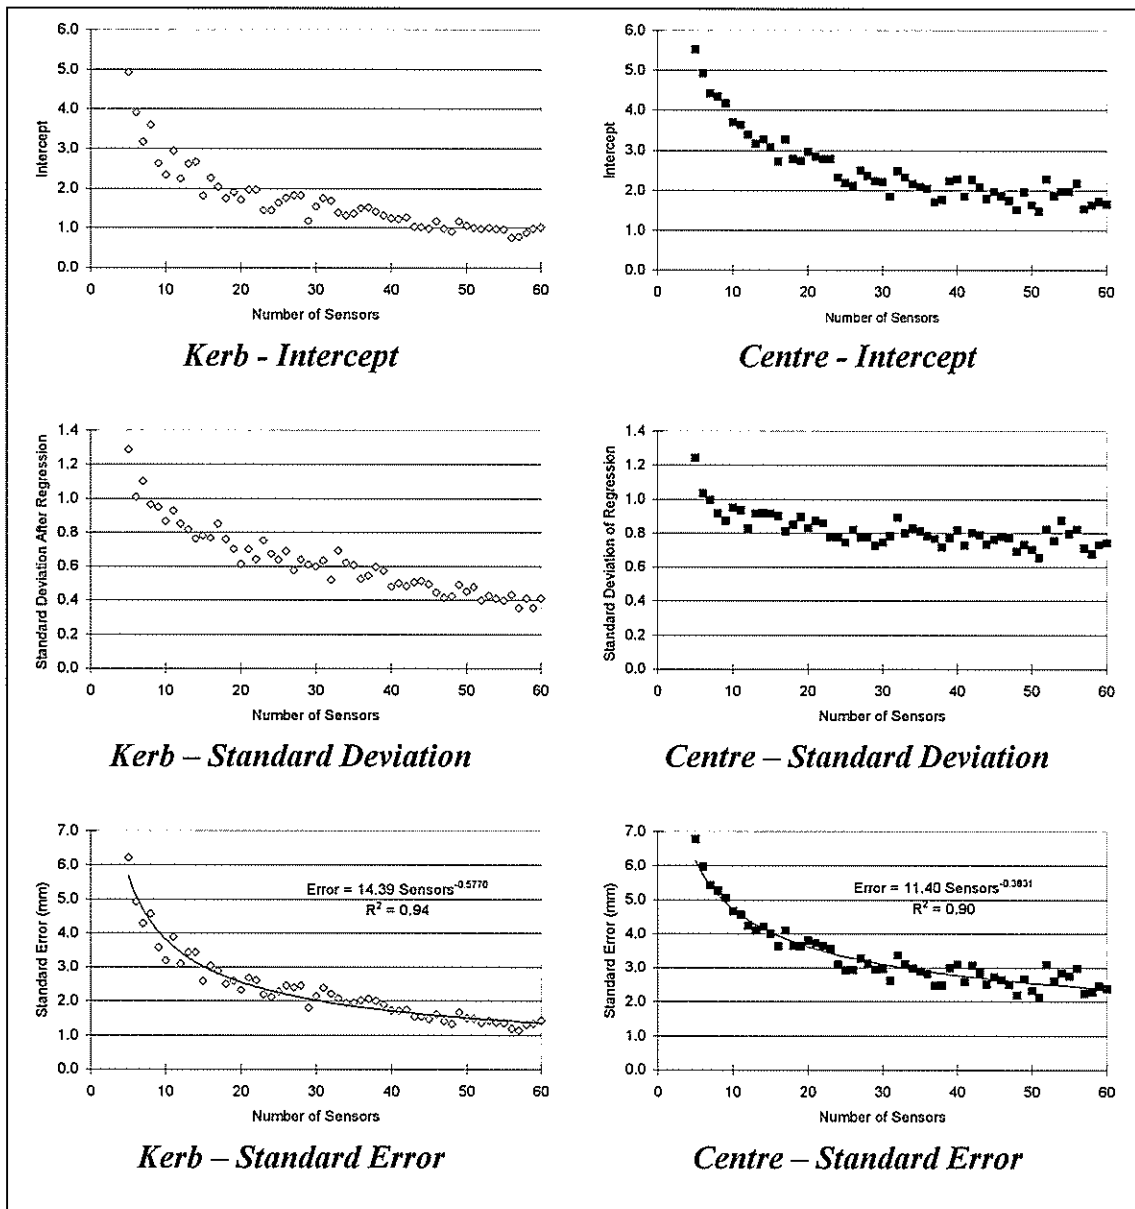 6.0
5.0
4.0
3.0
2.0
1.0
0.0
Intercept
0 10 20 30 40 50 60
Number of Sensors
Kerb - Intercept
6.0
5.0
4.0
3.0
2.0
1.0
0.0
Intercept
0 10 20 30 40 50 60
Number of Sensors
Centre - Intercept
1.4
1.2
1.0
0.8
0.6
0.4
0.2
0.0
Standard Deviation After Regression
0 10 20 30 40 50 60
Number of Sensors
Kerb – Standard Deviation
1.4
1.2
1.0
0.8
0.6
0.4
0.2
0.0
Standard Deviation of Regression
0 10 20 30 40 50 60
Number of Sensors
Centre – Standard Deviation
7.0
6.0
5.0
4.0
3.0
2.0
1.0
0.0
Standard Error (mm)
Error = 14.39 Sensors^-0.5770
R² = 0.94
0 10 20 30 40 50 60
Number of Sensors
Kerb – Standard Error
7.0
6.0
5.0
4.0
3.0
2.0
1.0
0.0
Standard Error (mm)
Error = 11.40 Sensors^-0.3831
R² = 0.90
0 10 20 30 40 50 60
Number of Sensors
Centre – Standard Error